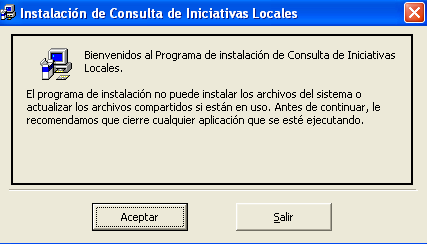 Instalación de Consulta de Iniciativas Locales
Bienvenidos al Programa de instalación de Consulta de Iniciativas
Locales.
El programa de instalación no puede instalar los archivos del sistema o
actualizar los archivos compartidos si están en uso. Antes de continuar, le
recomendamos que cierre cualquier aplicación que se esté ejecutando.
Aceptar
Salir